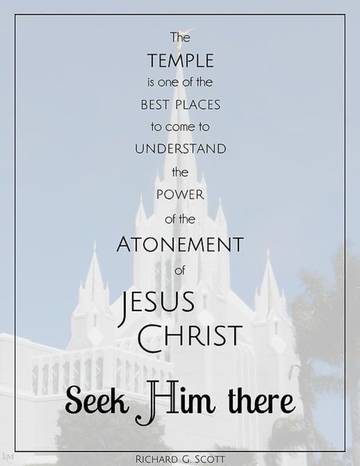 The
TEMPLE
is one of the
BEST PLACES
to come to
UNDERSTAND
the
POWER
of the
ATONEMENT
of
JESUS
CHRIST
Seek Him there
RICHARD G. SCOTT